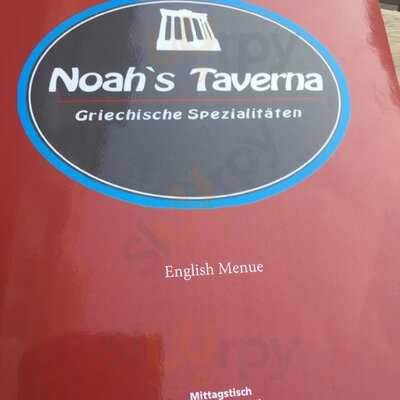 Noah`s Taverna
Griechische Spezialitäten
English Menue
Mittagstisch